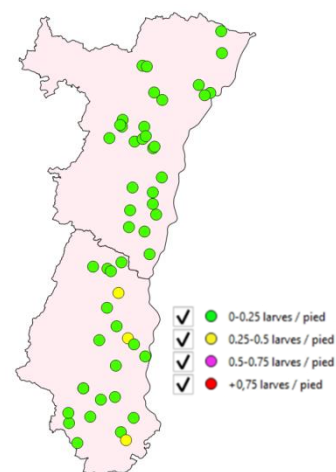 0-0.25 larves / pied
0.25-0.5 larves / pied
0.5-0.75 larves / pied
+0,75 larves / pied